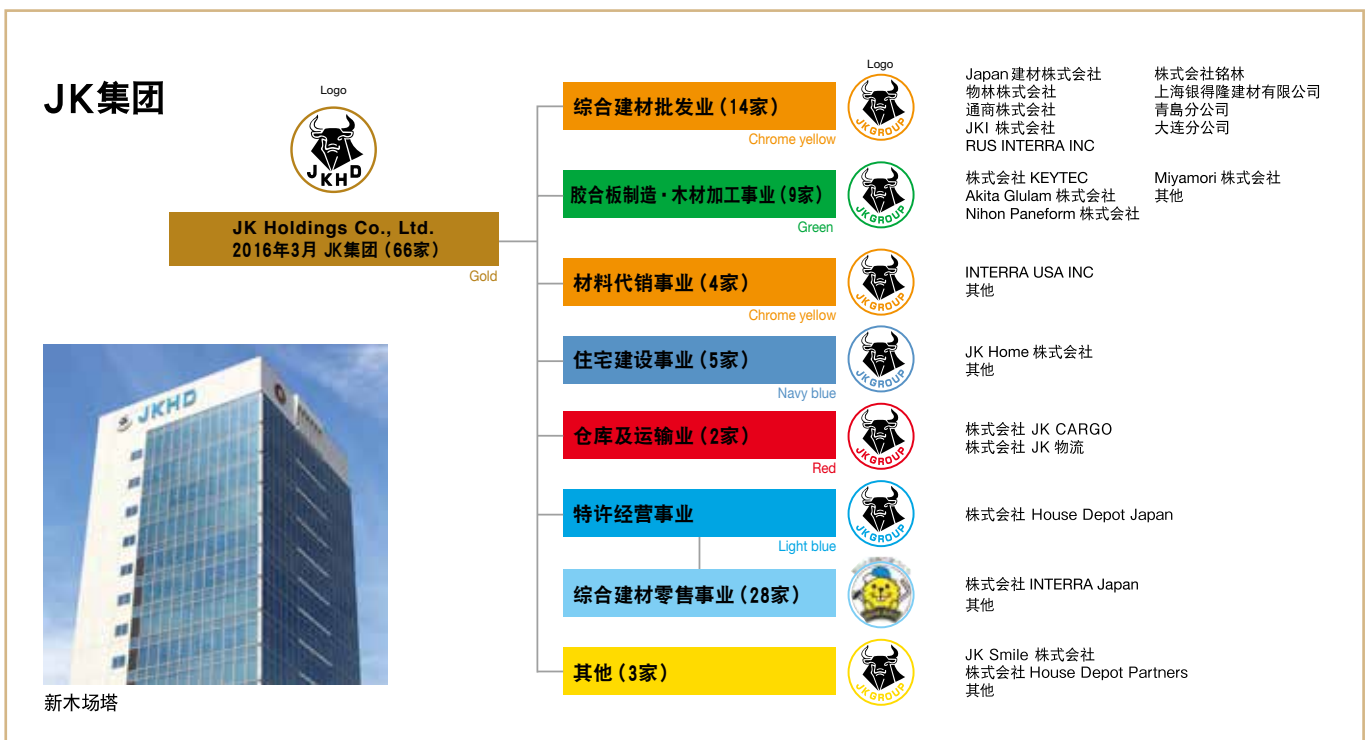 JK集团
Logo
JKHD
JK Holdings Co., Ltd.
2016年3月 JK集团（66家）
Gold
JKHD
新木场塔
综合建材批发业（14家）
Chrome yellow
Logo
JK GROUP
Japan建材株式会社
物林株式会社
通商株式会社
JKI 株式会社
RUS INTERRA INC
株式会社铭林
上海银得隆建材有限公司
青島分公司
大连分公司
胶合板制造·木材加工事业（9家）
Green
JK GROUP
株式会社 KEYTEC
Akita Glulam 株式会社
Nihon Paneform 株式会社
Miyamori 株式会社
其他
材料代销事业（4家）
Chrome yellow
JK GROUP
INTERRA USA INC
其他
住宅建设事业（5家）
Navy blue
JK GROUP
JK Home 株式会社
其他
仓库及运输业（2家）
Red
JK GROUP
株式会社 JK CARGO
株式会社 JK 物流
特许经营事业
Light blue
JK GROUP
株式会社 House Depot Japan
综合建材零售事业（28家）
株式会社 INTERRA Japan
其他
其他（3家）
JK GROUP
JK Smile 株式会社
株式会社 House Depot Partners
其他